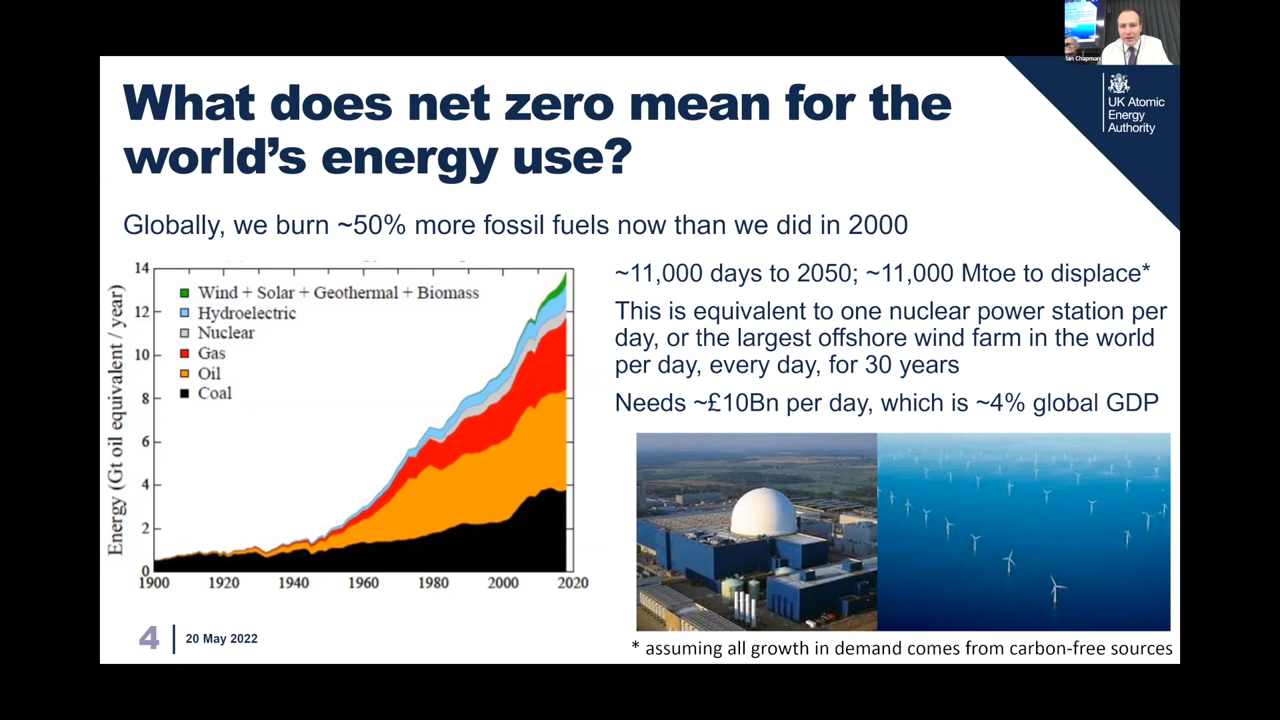 Ian Chapman
UK Atomic
Energy
Authority
What does net zero mean for the
world's energy use?
Globally, we burn ~50% more fossil fuels now than we did in 2000
Energy (Gt oil equivalent / year)
14
12
10
8
6
4
2
0
1900
1920
1940
1960
1980
2000
2020
Wind + Solar + Geothermal + Biomass
Hydroelectric
Nuclear
Gas
Oil
Coal
~11,000 days to 2050; ~11,000 Mtoe to displace*
This is equivalent to one nuclear power station per
day, or the largest offshore wind farm in the world
per day, every day, for 30 years
Needs ~£10Bn per day, which is ~4% global GDP
4
20 May 2022
* assuming all growth in demand comes from carbon-free sources